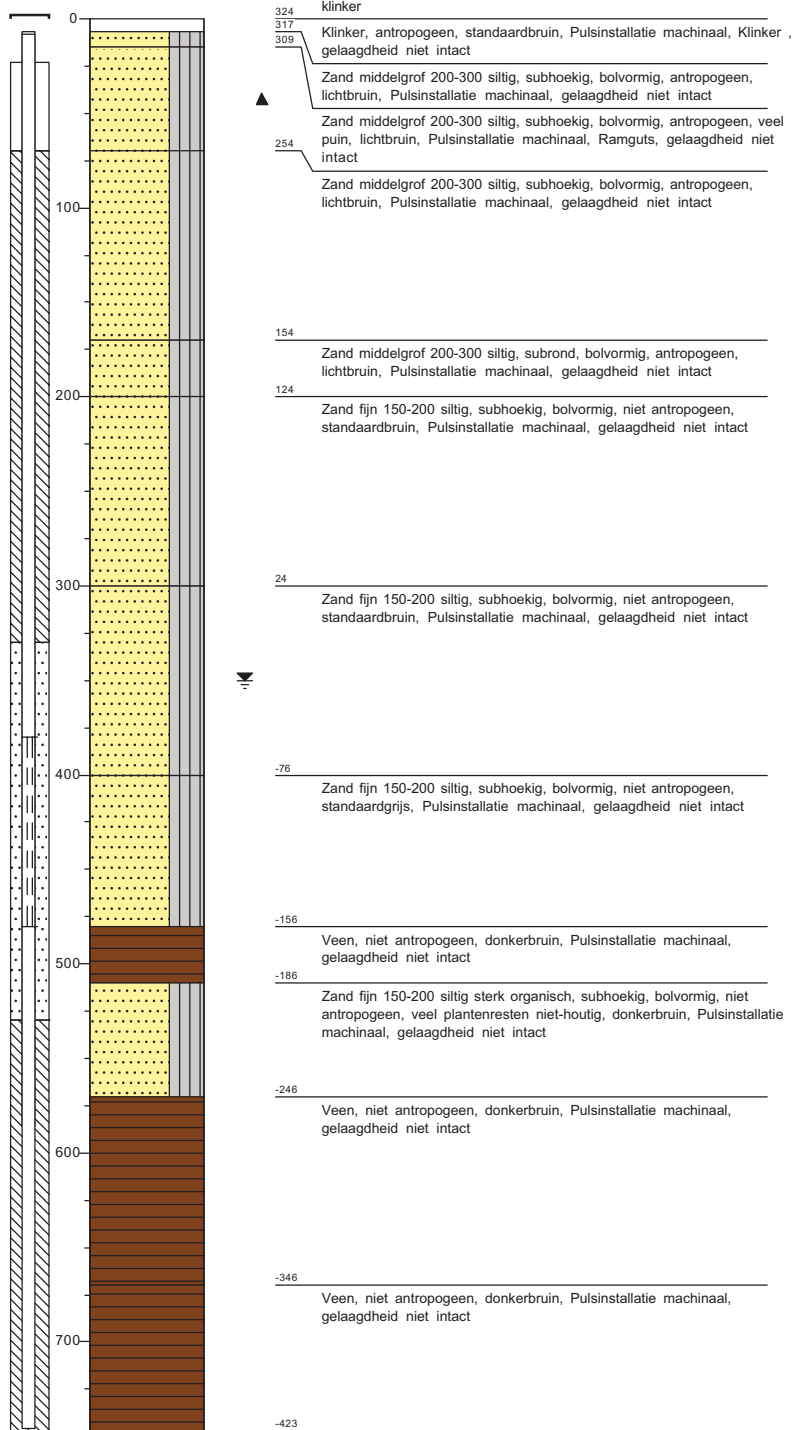 klinker
0
324
317
Klinker, antropogeen, standaardbruin, Pulsinstallatie machinaal, Klinker ,
gelaagdheid niet intact
309
Zand middelgrof 200-300 siltig, subhoekig, bolvormig, antropogeen,
lichtbruin, Pulsinstallatie machinaal, gelaagdheid niet intact
Zand middelgrof 200-300 siltig, subhoekig, bolvormig, antropogeen, veel
puin, lichtbruin, Pulsinstallatie machinaal, Ramguts, gelaagdheid niet
intact
254
Zand middelgrof 200-300 siltig, subhoekig, bolvormig, antropogeen,
lichtbruin, Pulsinstallatie machinaal, gelaagdheid niet intact
100
154
Zand middelgrof 200-300 siltig, subrond, bolvormig, antropogeen,
lichtbruin, Pulsinstallatie machinaal, gelaagdheid niet intact
200
124
Zand fijn 150-200 siltig, subhoekig, bolvormig, niet antropogeen,
standaardbruin, Pulsinstallatie machinaal, gelaagdheid niet intact
300
24
Zand fijn 150-200 siltig, subhoekig, bolvormig, niet antropogeen,
standaardbruin, Pulsinstallatie machinaal, gelaagdheid niet intact
400
-76
Zand fijn 150-200 siltig, subhoekig, bolvormig, niet antropogeen,
standaardgrijs, Pulsinstallatie machinaal, gelaagdheid niet intact
-156
Veen, niet antropogeen, donkerbruin, Pulsinstallatie machinaal,
gelaagdheid niet intact
500
-186
Zand fijn 150-200 siltig sterk organisch, subhoekig, bolvormig, niet
antropogeen, veel plantenresten niet-houtig, donkerbruin, Pulsinstallatie
machinaal, gelaagdheid niet intact
-246
Veen, niet antropogeen, donkerbruin, Pulsinstallatie machinaal,
gelaagdheid niet intact
600
-346
Veen, niet antropogeen, donkerbruin, Pulsinstallatie machinaal,
gelaagdheid niet intact
700
-423